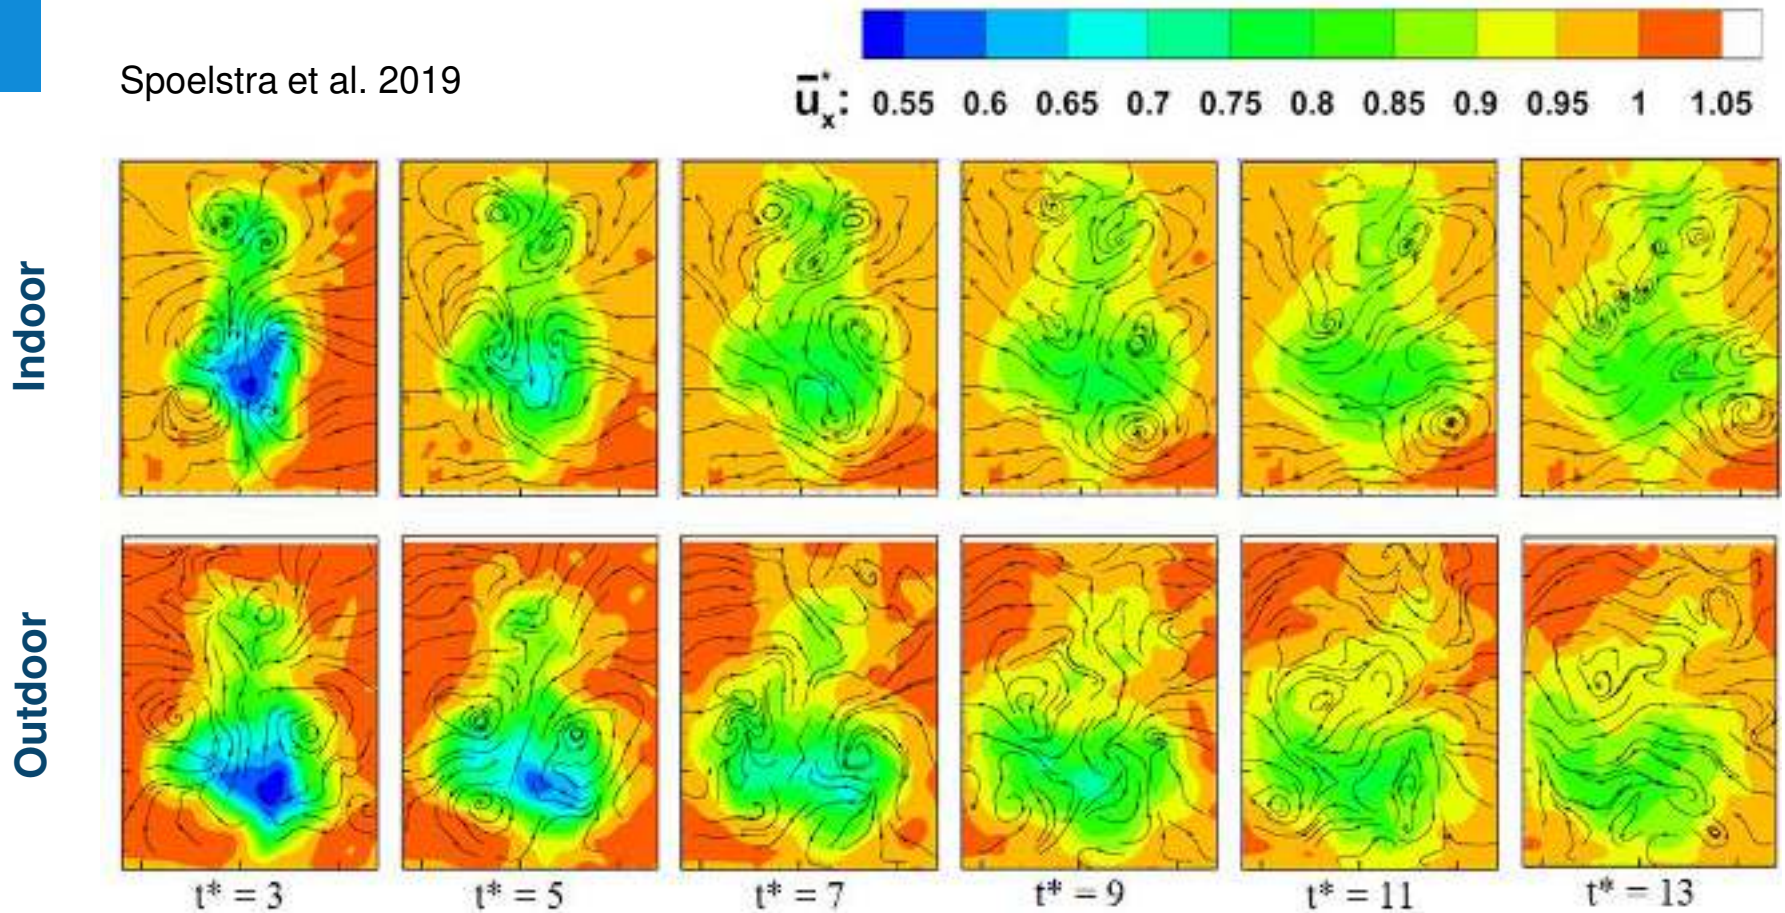 Spoelstra et al. 2019
ūₓ*: 0.55 0.6 0.65 0.7 0.75 0.8 0.85 0.9 0.95 1 1.05
Indoor
Outdoor
t* = 3 t* = 5 t* = 7 t* = 9 t* = 11 t* = 13